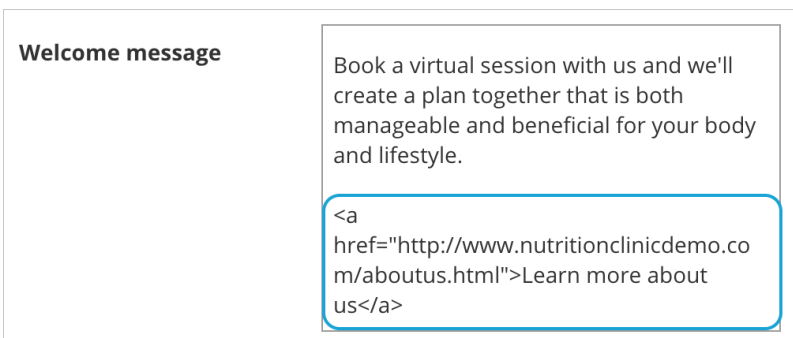 Welcome message
Book a virtual session with us and we'll
create a plan together that is both
manageable and beneficial for your body
and lifestyle.
<a
href="http://www.nutritionclinicdemo.co
m/aboutus.html">Learn more about
us</a>